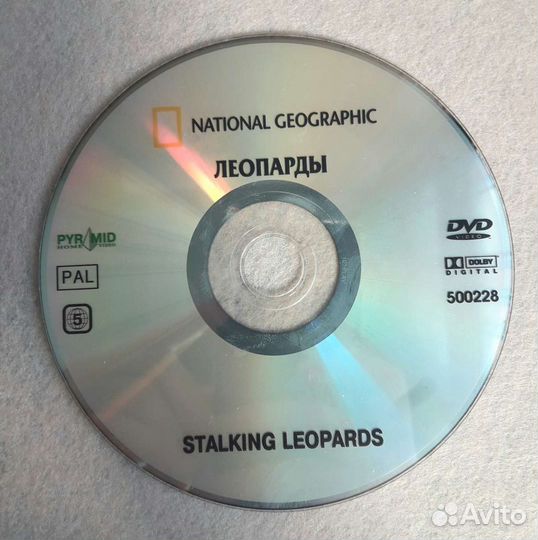 NATIONAL GEOGRAPHIC
ЛЕОПАРДЫ
PYRAMID
HOME VIDEO
PAL
5
DVD
VIDEO
DOLBY
DIGITAL
500228
STALKING LEOPARDS
Avito